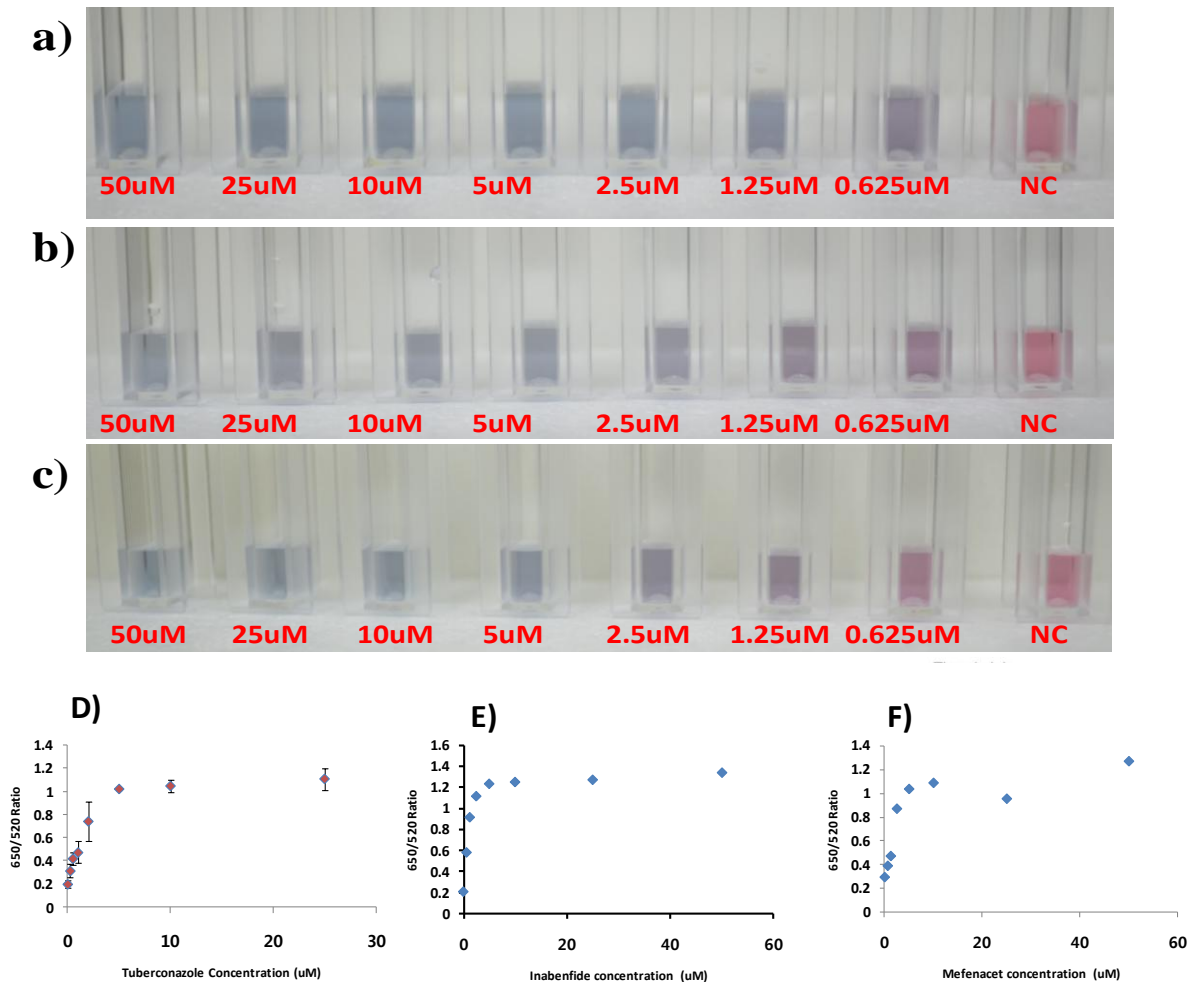 a)
50uM 25uM 10uM 5uM 2.5uM 1.25uM 0.625uM NC
b)
50uM 25uM 10uM 5uM 2.5uM 1.25uM 0.625uM NC
c)
50uM 25uM 10uM 5uM 2.5uM 1.25uM 0.625uM NC
D)
650/520 Ratio
1.4
1.2
1
0.8
0.6
0.4
0.2
0
0 10 20 30
Tuberconazole Concentration (uM)
E)
650/520 Ratio
1.6
1.4
1.2
1
0.8
0.6
0.4
0.2
0
0 20 40 60
Inabenfide concentration (uM)
F)
650/520 Ratio
1.4
1.2
1
0.8
0.6
0.4
0.2
0
0 20 40 60
Mefenacet concentration (uM)